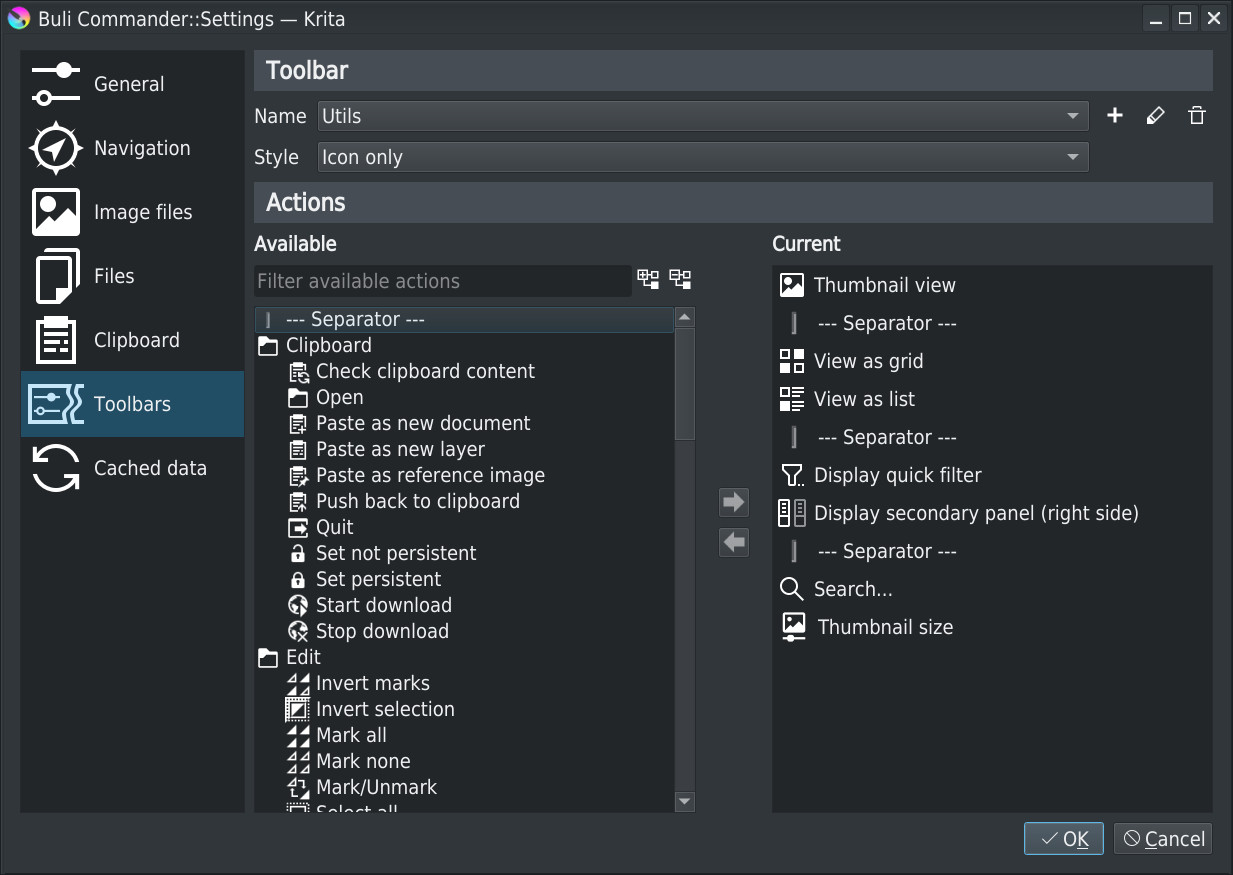 Buli Commander::Settings — Krita
General
Navigation
Image files
Files
Clipboard
Toolbars
Cached data
Toolbar
Name
Utils
Style
Icon only
Actions
Available
Filter available actions
--- Separator ---
Clipboard
Check clipboard content
Open
Paste as new document
Paste as new layer
Paste as reference image
Push back to clipboard
Quit
Set not persistent
Set persistent
Start download
Stop download
Edit
Invert marks
Invert selection
Mark all
Mark none
Mark/Unmark
Select all
Current
Thumbnail view
--- Separator ---
View as grid
View as list
--- Separator ---
Display quick filter
Display secondary panel (right side)
--- Separator ---
Search...
Thumbnail size
OK
Cancel